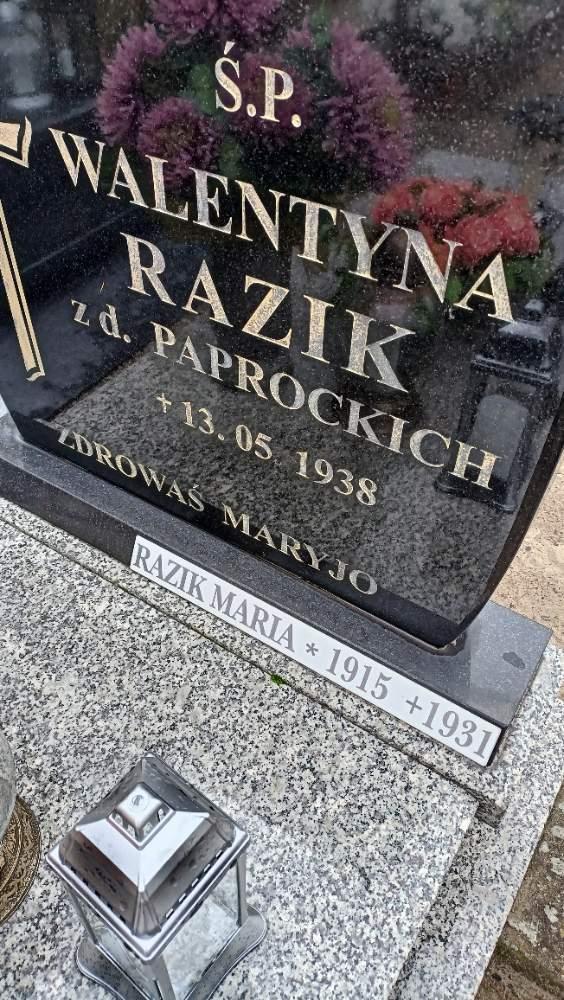 Ś.P.
WALENTYNA
RAZIK
z d. PAPROCKICH
+ 13.05 1938
ZDROWAŚ MARYJO
RAZIK MARIA * 1915 +1931